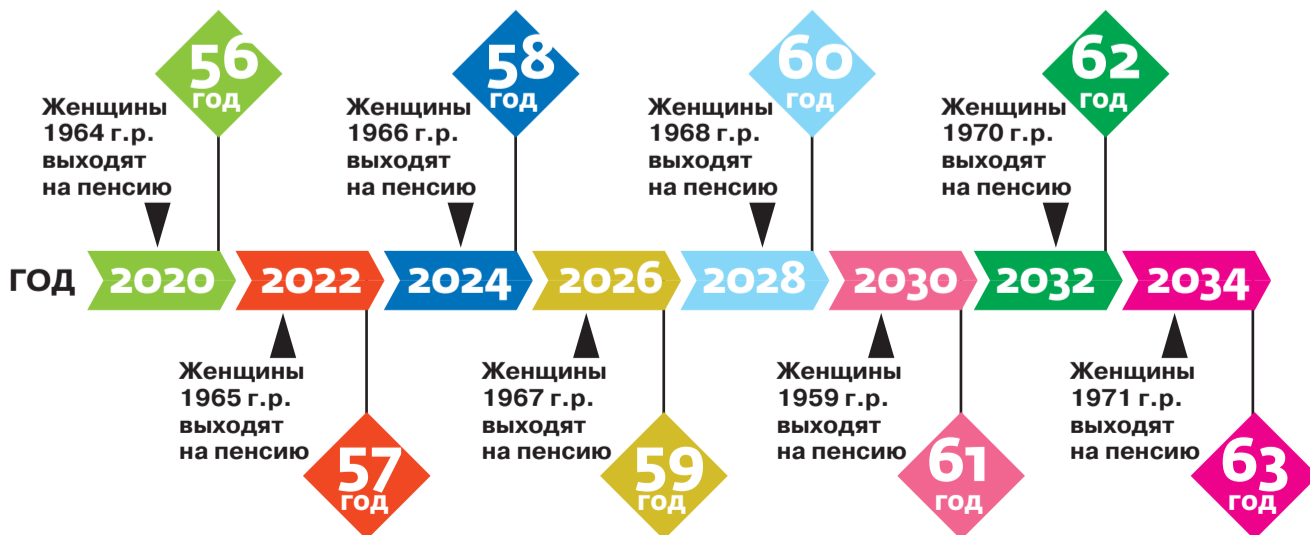 56
год
Женщины
1964 г.р.
выходят
на пенсию
58
год
Женщины
1966 г.р.
выходят
на пенсию
60
год
Женщины
1968 г.р.
выходят
на пенсию
62
год
Женщины
1970 г.р.
выходят
на пенсию
ГОД 2020 2022 2024 2026 2028 2030 2032 2034
Женщины
1965 г.р.
выходят
на пенсию
57
год
Женщины
1967 г.р.
выходят
на пенсию
59
год
Женщины
1959 г.р.
выходят
на пенсию
61
год
Женщины
1971 г.р.
выходят
на пенсию
63
год